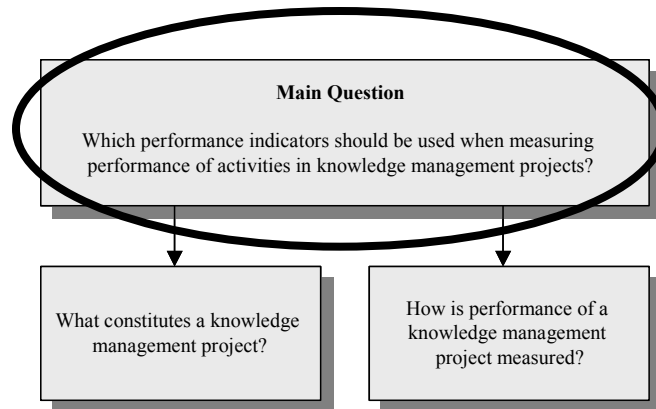 Main Question
Which performance indicators should be used when measuring
performance of activities in knowledge management projects?
What constitutes a knowledge
management project?
How is performance of a
knowledge management
project measured?